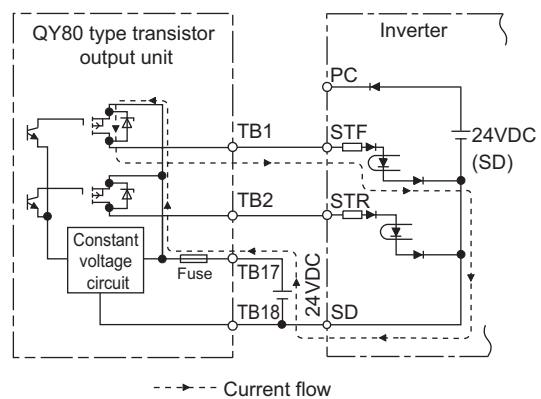 QY80 type transistor
output unit
Inverter
PC
TB1
STF
24VDC
(SD)
TB2
STR
Constant
voltage
circuit
Fuse
TB17
24VDC
TB18
SD
Current flow